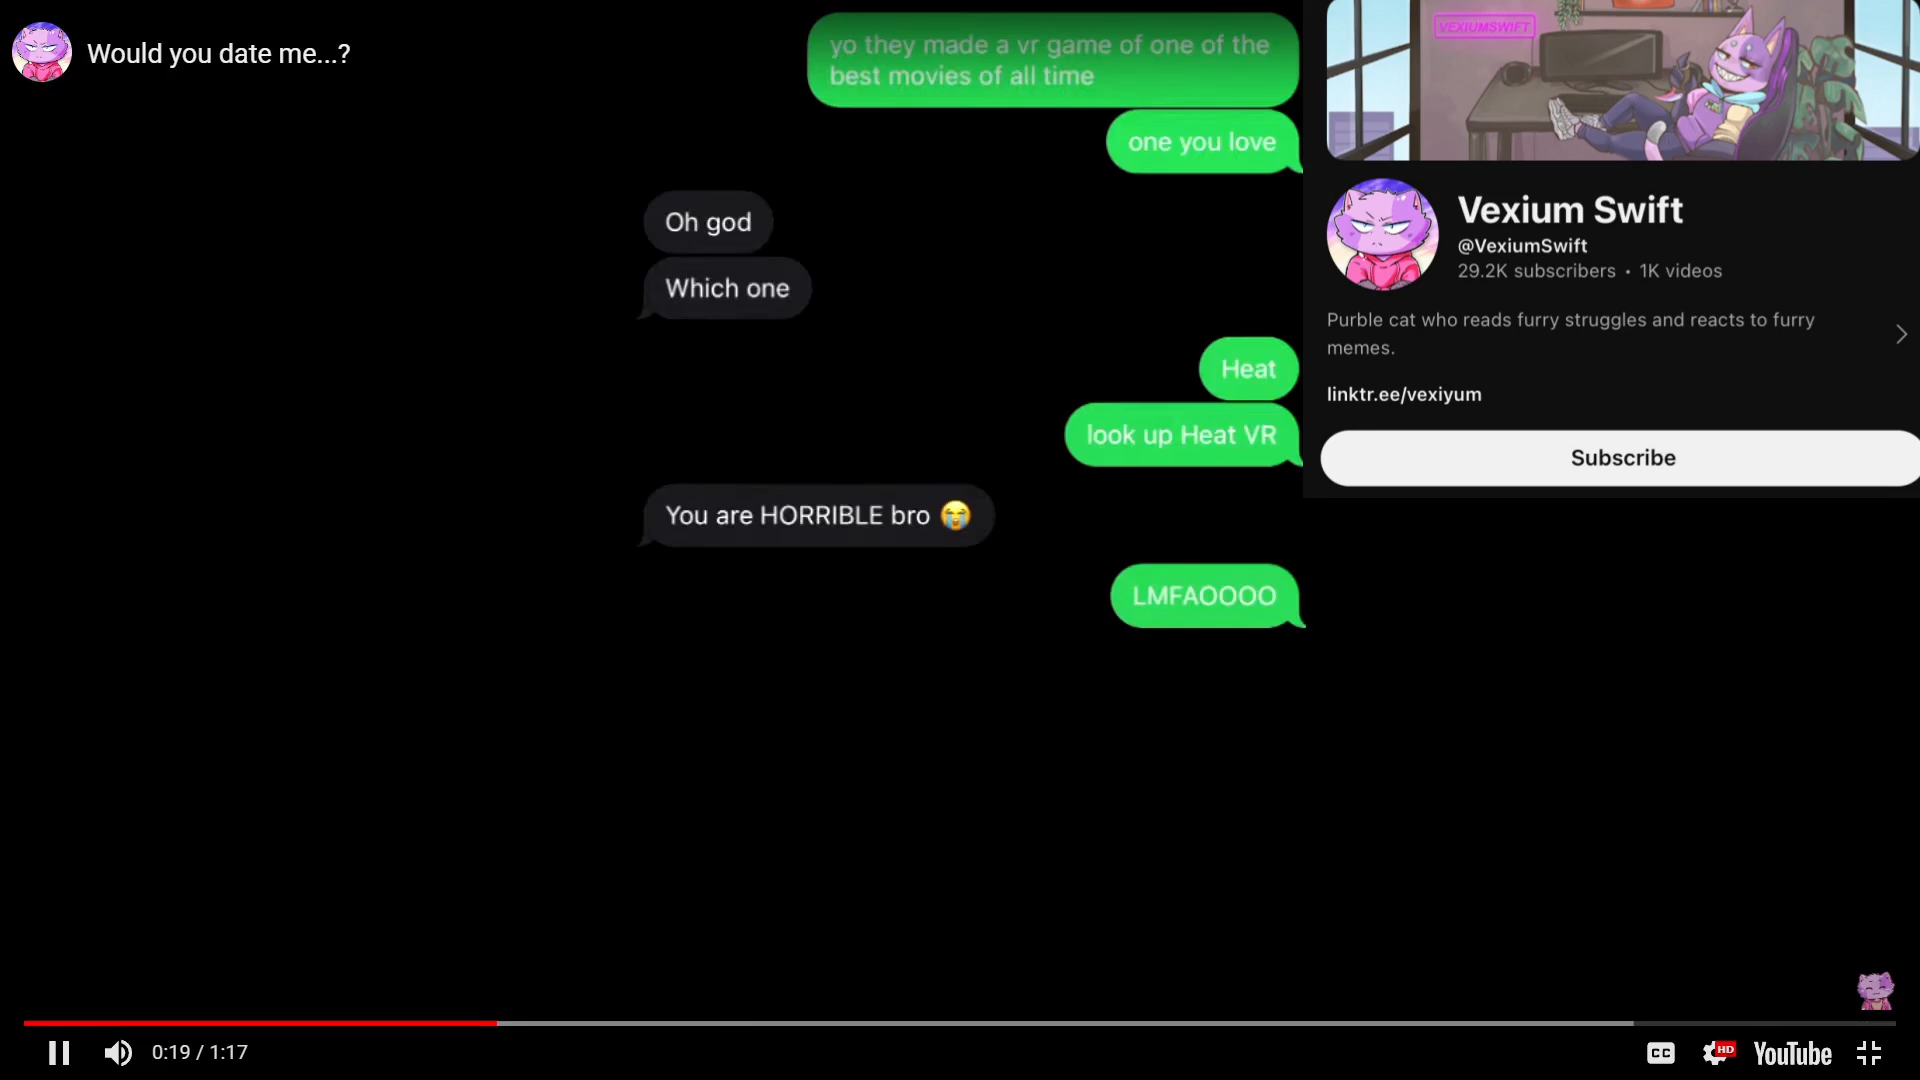 Would you date me...?
yo they made a vr game of one of the
best movies of all time
one you love
Oh god
Which one
Heat
look up Heat VR
You are HORRIBLE bro 😭
LMFAOOOO
VEXIUMSWIFT
Vexium Swift
@VexiumSwift
29.2K subscribers • 1K videos
Purble cat who reads furry struggles and reacts to furry
memes.
linktr.ee/vexiyum
Subscribe
0:19 / 1:17
CC
HD
YouTube